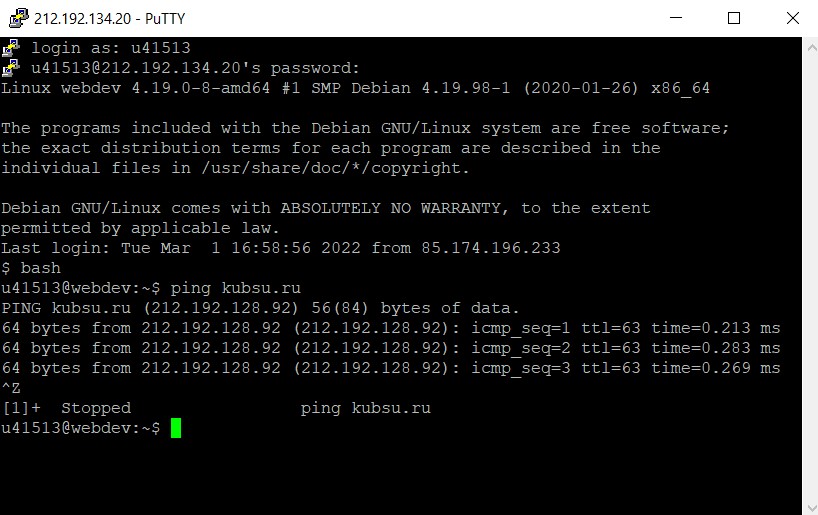 212.192.134.20 - PuTTY
login as: u41513
u41513@212.192.134.20's password:
Linux webdev 4.19.0-8-amd64 #1 SMP Debian 4.19.98-1 (2020-01-26) x86_64
The programs included with the Debian GNU/Linux system are free software;
the exact distribution terms for each program are described in the
individual files in /usr/share/doc/*/copyright.
Debian GNU/Linux comes with ABSOLUTELY NO WARRANTY, to the extent
permitted by applicable law.
Last login: Tue Mar  1 16:58:56 2022 from 85.174.196.233
$ bash
u41513@webdev:~$ ping kubsu.ru
PING kubsu.ru (212.192.128.92) 56(84) bytes of data.
64 bytes from 212.192.128.92 (212.192.128.92): icmp_seq=1 ttl=63 time=0.213 ms
64 bytes from 212.192.128.92 (212.192.128.92): icmp_seq=2 ttl=63 time=0.283 ms
64 bytes from 212.192.128.92 (212.192.128.92): icmp_seq=3 ttl=63 time=0.269 ms
^Z
[1]+  Stopped                 ping kubsu.ru
u41513@webdev:~$